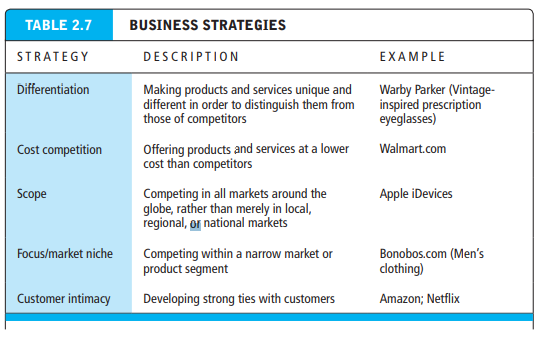 TABLE 2.7 BUSINESS STRATEGIES
STRATEGY DESCRIPTION EXAMPLE
Differentiation Making products and services unique and Warby Parker (Vintage-
different in order to distinguish them from inspired prescription
those of competitors eyeglasses)
Cost competition Offering products and services at a lower Walmart.com
cost than competitors
Scope Competing in all markets around the Apple iDevices
globe, rather than merely in local,
regional, or national markets
Focus/market niche Competing within a narrow market or Bonobos.com (Men’s
product segment clothing)
Customer intimacy Developing strong ties with customers Amazon; Netflix